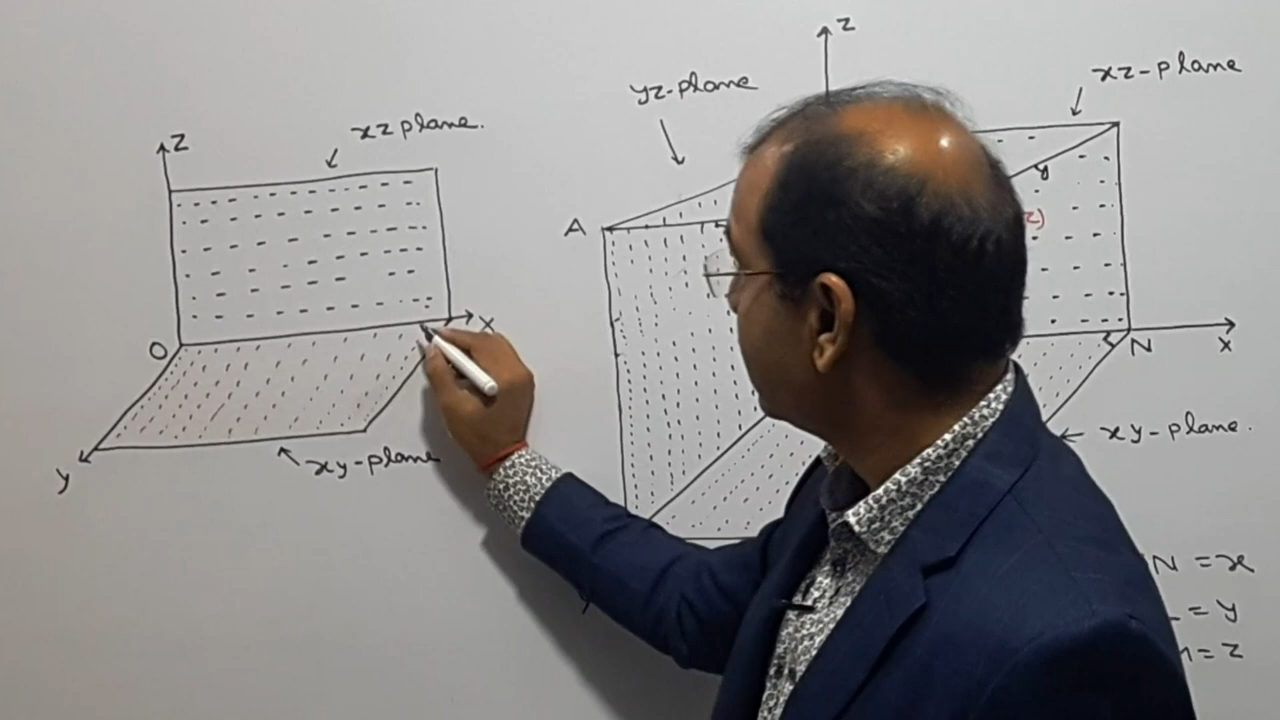 z
xz plane.
O
x
y
xy-plane
z
yz-plane
xz-plane
A
y
z)
N
x
xy-plane.
N = x
= y
= z